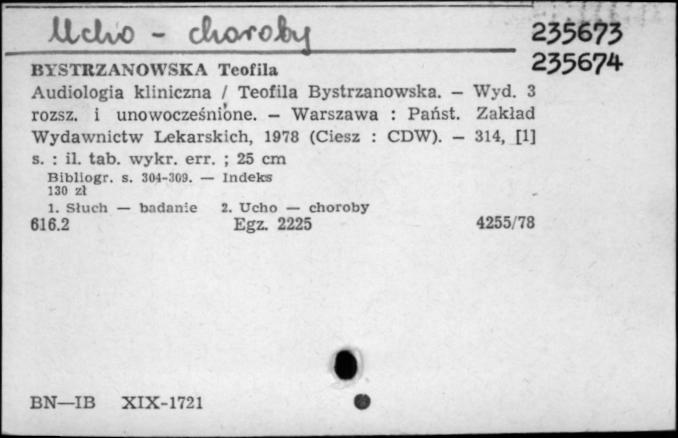 Ucho - choroby
235673
235674
BYSTRZANOWSKA Teofila
Audiologia kliniczna / Teofila Bystrzanowska. — Wyd. 3
rozsz. i unowocześnione. — Warszawa : Państ. Zakład
Wydawnictw Lekarskich, 1978 (Ciesz : CDW). — 314, [1]
s. : il. tab. wykr. err. ; 25 cm
Bibliogr. s. 304-309. — Indeks
130 zł
1. Słuch — badanie 2. Ucho — choroby
616.2 Egz. 2225 4255/78
BN—IB XIX-1721